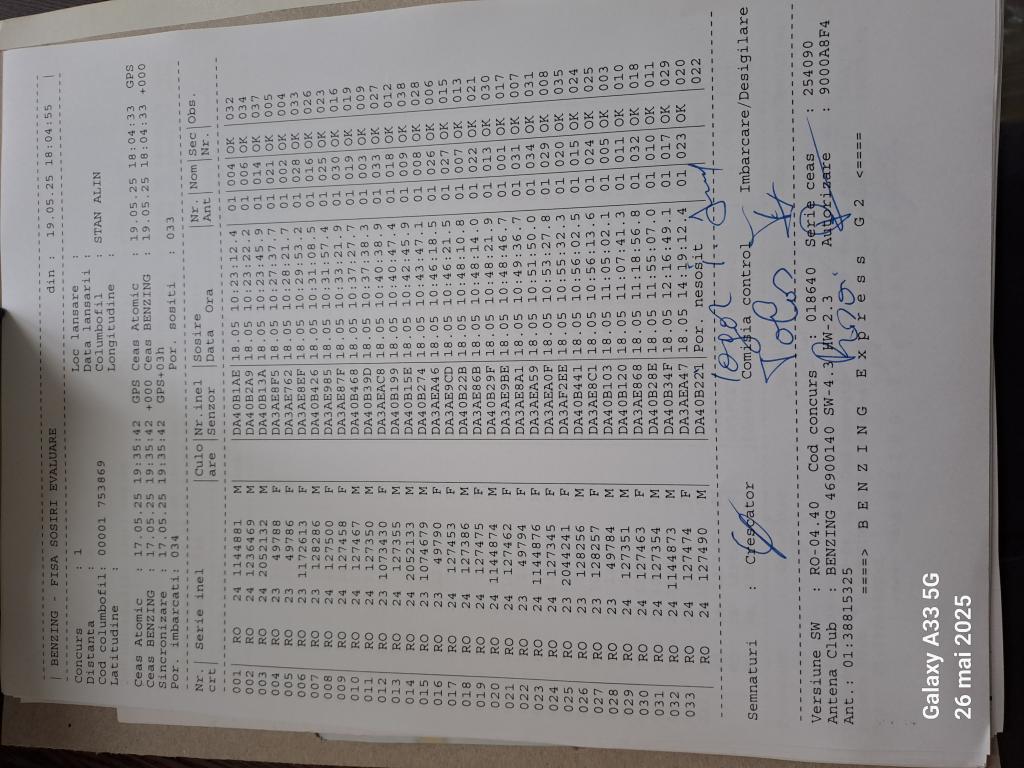 | BENZING - FISA SOSIRI EVALUARE din : 19.05.25 18:04:55 |
Concurs : 1 Loc lansare :
Distanta : Data lansarii :
Cod columbofil: 00001 753869 Columbofil : STAN ALIN
Latitudine : Longitudine :
Ceas Atomic : 17.05.25 19:35:42 GPS Ceas Atomic : 19.05.25 18:04:33 GPS
Ceas BENZING : 17.05.25 19:35:42 +000 Ceas BENZING : 19.05.25 18:04:33 +000
Sincronizare : 17.05.25 19:35:42 GPS+03h
Por. imbarcati: 034 Por. sositi : 033
Nr. | Serie inel |Culo|Nr.inel |Sosire |Nr. |Nom |Sec |Obs.
crt |are |Senzor |Data Ora |Ant |Nr.
001 RO 24 1144881 M DA40B1AE 18.05 10:23:12.4 01 004 OK 032
002 RO 24 1236469 M DA40B2A9 18.05 10:23:22.2 01 006 OK 034
003 RO 24 2052132 M DA40B13A 18.05 10:23:45.9 01 014 OK 037
004 RO 23 49788 F DA3AE8F5 18.05 10:27:37.7 01 021 OK 005
005 RO 23 49786 F DA3AE762 18.05 10:28:21.7 01 002 OK 004
006 RO 23 1172613 F DA3AE8EF 18.05 10:29:53.2 01 028 OK 033
007 RO 23 128286 M DA40B426 18.05 10:31:08.5 01 016 OK 026
008 RO 24 127500 F DA3AE985 18.05 10:31:57.4 01 025 OK 023
009 RO 24 127458 F DA3AE87F 18.05 10:33:21.9 01 030 OK 016
010 RO 24 127467 M DA40B468 18.05 10:37:27.7 01 019 OK 019
011 RO 24 127350 M DA40B39D 18.05 10:37:38.3 01 003 OK 009
012 RO 23 1073430 F DA3AEAC8 18.05 10:40:13.9 01 033 OK 027
013 RO 24 127355 M DA40B199 18.05 10:40:47.4 01 018 OK 012
014 RO 24 2052133 M DA40B15E 18.05 10:42:45.9 01 009 OK 038
015 RO 23 1074679 M DA40B274 18.05 10:43:47.1 01 008 OK 028
016 RO 23 49790 F DA3AEA46 18.05 10:46:18.5 01 026 OK 006
017 RO 24 127453 F DA3AE9CD 18.05 10:46:21.5 01 027 OK 015
018 RO 24 127386 M DA40B22B 18.05 10:48:10.8 01 007 OK 013
019 RO 24 127475 F DA3AE86B 18.05 10:48:14.0 01 022 OK 021
020 RO 24 1144874 M DA40B29F 18.05 10:48:21.9 01 013 OK 030
021 RO 24 127462 F DA3AE9BE 18.05 10:48:46.7 01 001 OK 017
022 RO 23 49794 F DA3AE8A1 18.05 10:49:36.7 01 031 OK 007
023 RO 24 1144876 F DA3AEA59 18.05 10:51:50.0 01 034 OK 031
024 RO 24 127345 F DA3AEA0F 18.05 10:53:27.8 01 029 OK 008
025 RO 23 2044241 F DA3AF2EE 18.05 10:55:32.3 01 020 OK 035
026 RO 24 128256 M DA40B441 18.05 10:56:02.5 01 015 OK 024
027 RO 23 128257 F DA3AE8C1 18.05 10:56:13.6 01 024 OK 025
028 RO 23 49784 M DA40B103 18.05 11:05:02.1 01 005 OK 003
029 RO 24 127351 M DA40B120 18.05 11:07:41.3 01 011 OK 010
030 RO 24 127463 F DA3AE868 18.05 11:18:56.8 01 032 OK 018
031 RO 24 127354 M DA40B28E 18.05 11:55:07.0 01 010 OK 011
032 RO 24 1144873 M DA40B34F 18.05 12:16:49.1 01 017 OK 029
033 RO 24 127474 F DA3AEA47 18.05 14:19:12.4 01 023 OK 020
RO 24 127490 M DA40B221 Por.nesosit 022
Semnaturi : Crescator Comisia control Imbarcare/Desigilare
Versiune SW : RO-04.40 Cod concurs : 018640 Serie ceas : 254090
Antena Club : BENZING 46900140 SW-4.3 HW-2.3 Autorizare : 9000A8F4
Ant.: 01:38815325
====> B E N Z I N G E x p r e s s G 2 <====
Galaxy A33 5G
26 mai 2025